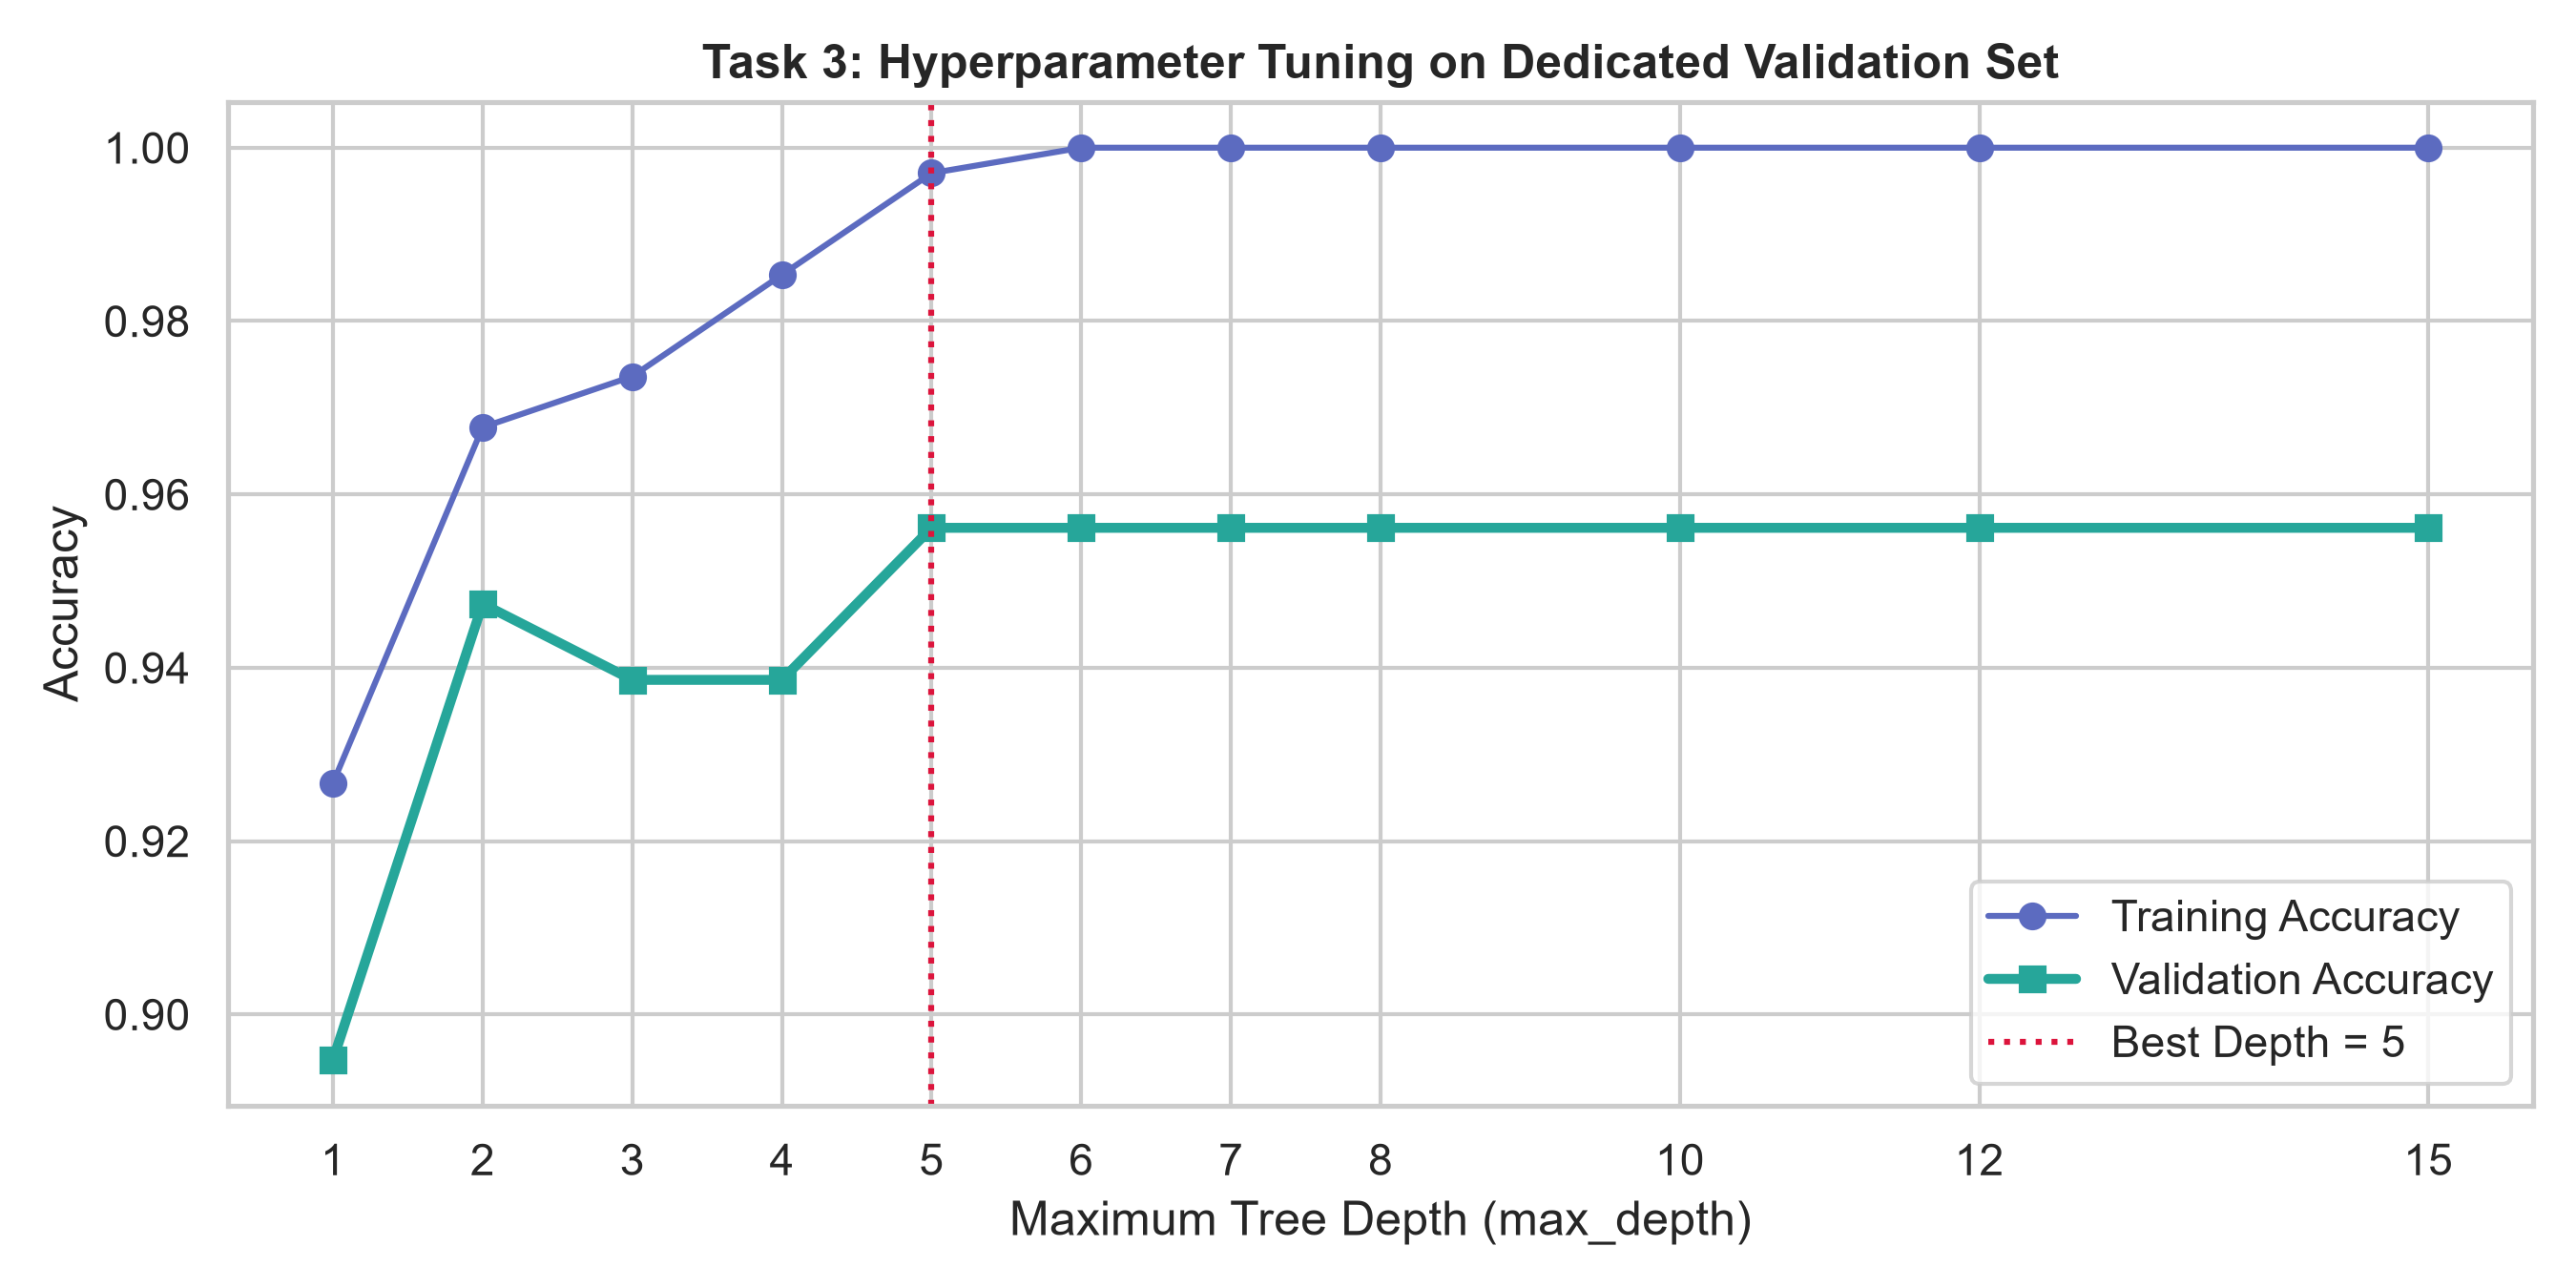 Task 3: Hyperparameter Tuning on Dedicated Validation Set
Accuracy
1.00
0.98
0.96
0.94
0.92
0.90
Training Accuracy
Validation Accuracy
Best Depth = 5
1 2 3 4 5 6 7 8 10 12 15
Maximum Tree Depth (max_depth)